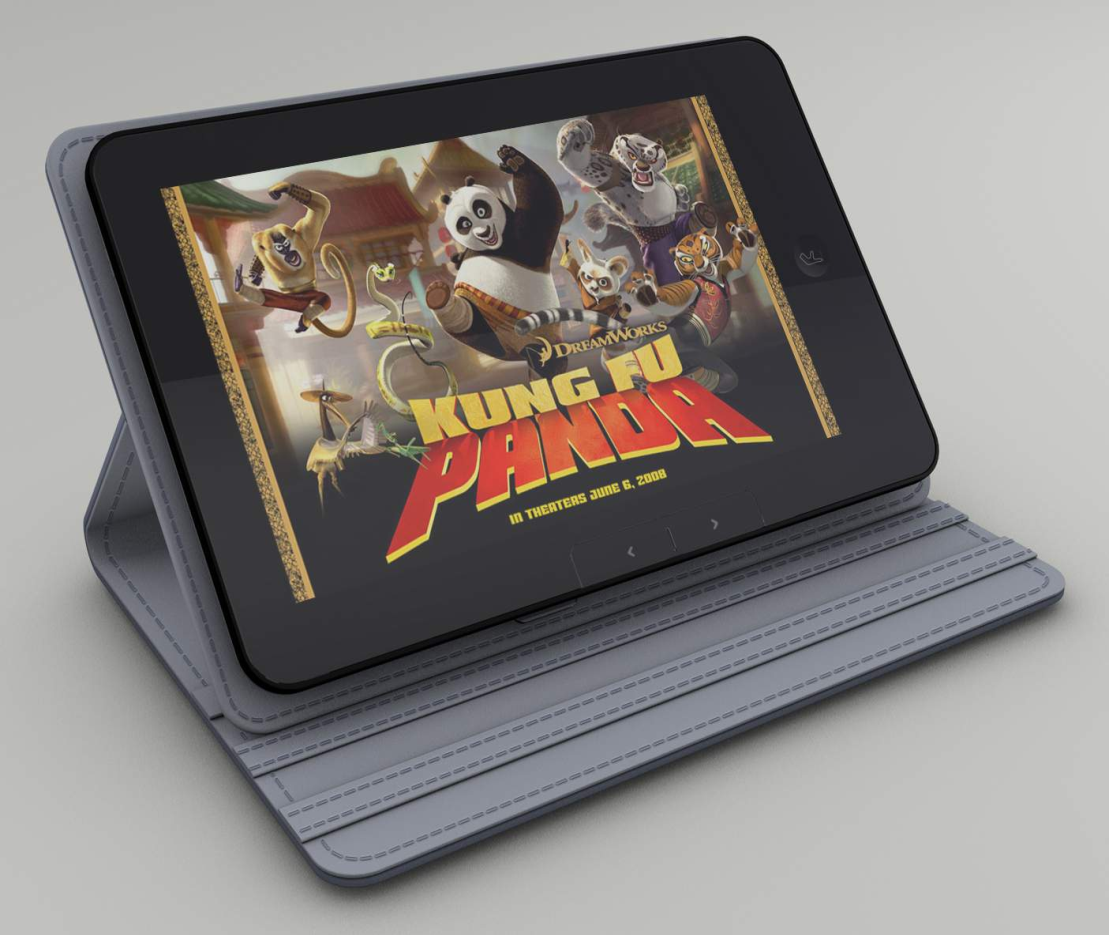 DREAMWORKS
KUNG FU
PANDA
IN THEATERS JUNE 6, 2008